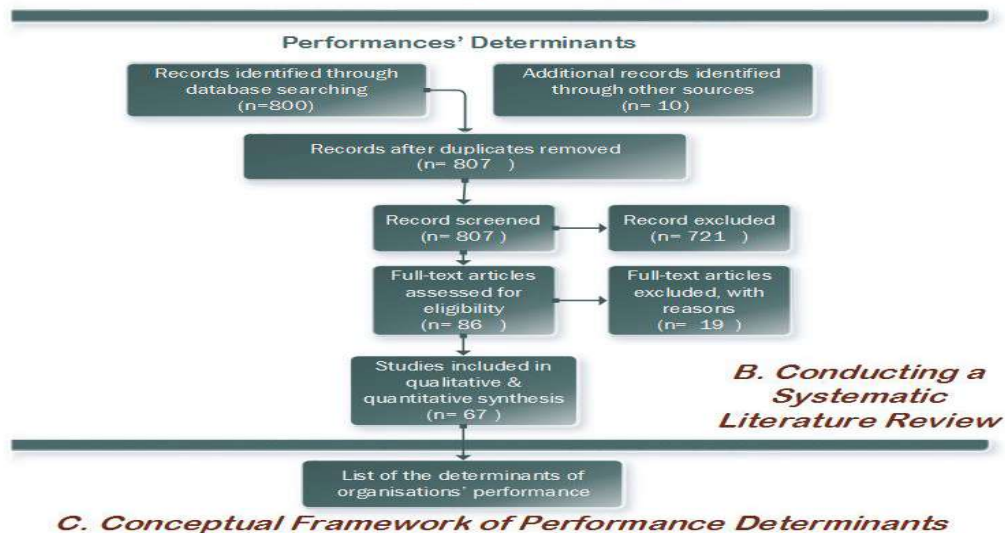 Performances' Determinants
Records identified through
database searching
(n=800)
Additional records identified
through other sources
(n= 10)
Records after duplicates removed
(n= 807 )
Record screened
(n= 807 )
Record excluded
(n= 721 )
Full-text articles
assessed for
eligibility
(n= 86 )
Full-text articles
excluded, with
reasons
(n= 19 )
Studies included in
qualitative &
quantitative synthesis
(n= 67 )
B. Conducting a
Systematic
Literature Review
List of the determinants of
organisations' performance
C. Conceptual Framework of Performance Determinants